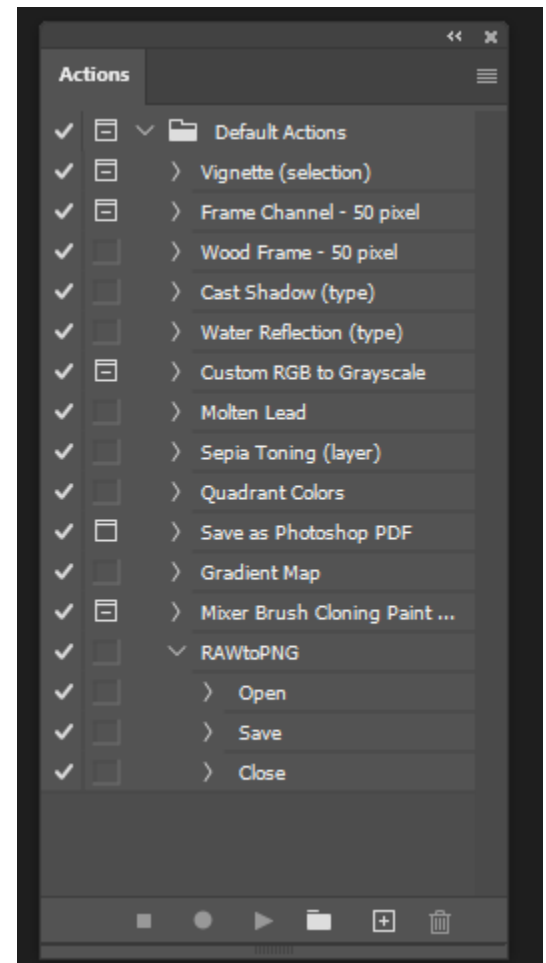 Actions
Default Actions
Vignette (selection)
Frame Channel - 50 pixel
Wood Frame - 50 pixel
Cast Shadow (type)
Water Reflection (type)
Custom RGB to Grayscale
Molten Lead
Sepia Toning (layer)
Quadrant Colors
Save as Photoshop PDF
Gradient Map
Mixer Brush Cloning Paint ...
RAWtoPNG
Open
Save
Close